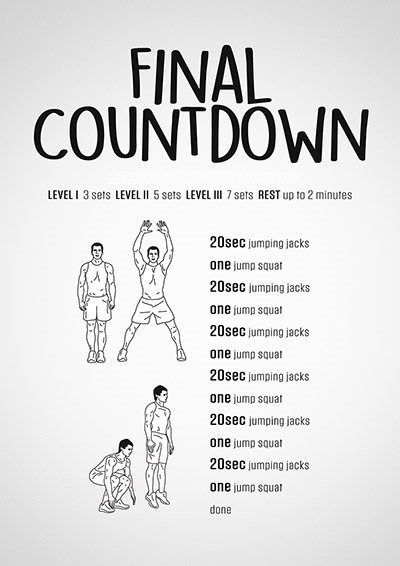 FINAL
COUNTDOWN
LEVEL I 3 sets LEVEL II 5 sets LEVEL III 7 sets REST up to 2 minutes
20sec jumping jacks
one jump squat
20sec jumping jacks
one jump squat
20sec jumping jacks
one jump squat
20sec jumping jacks
one jump squat
20sec jumping jacks
one jump squat
20sec jumping jacks
one jump squat
done